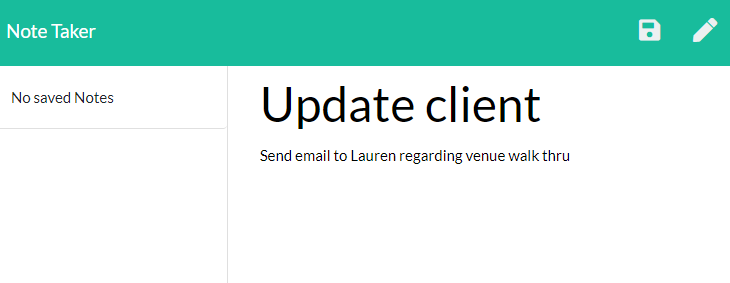 Note Taker
No saved Notes
Update client
Send email to Lauren regarding venue walk thru